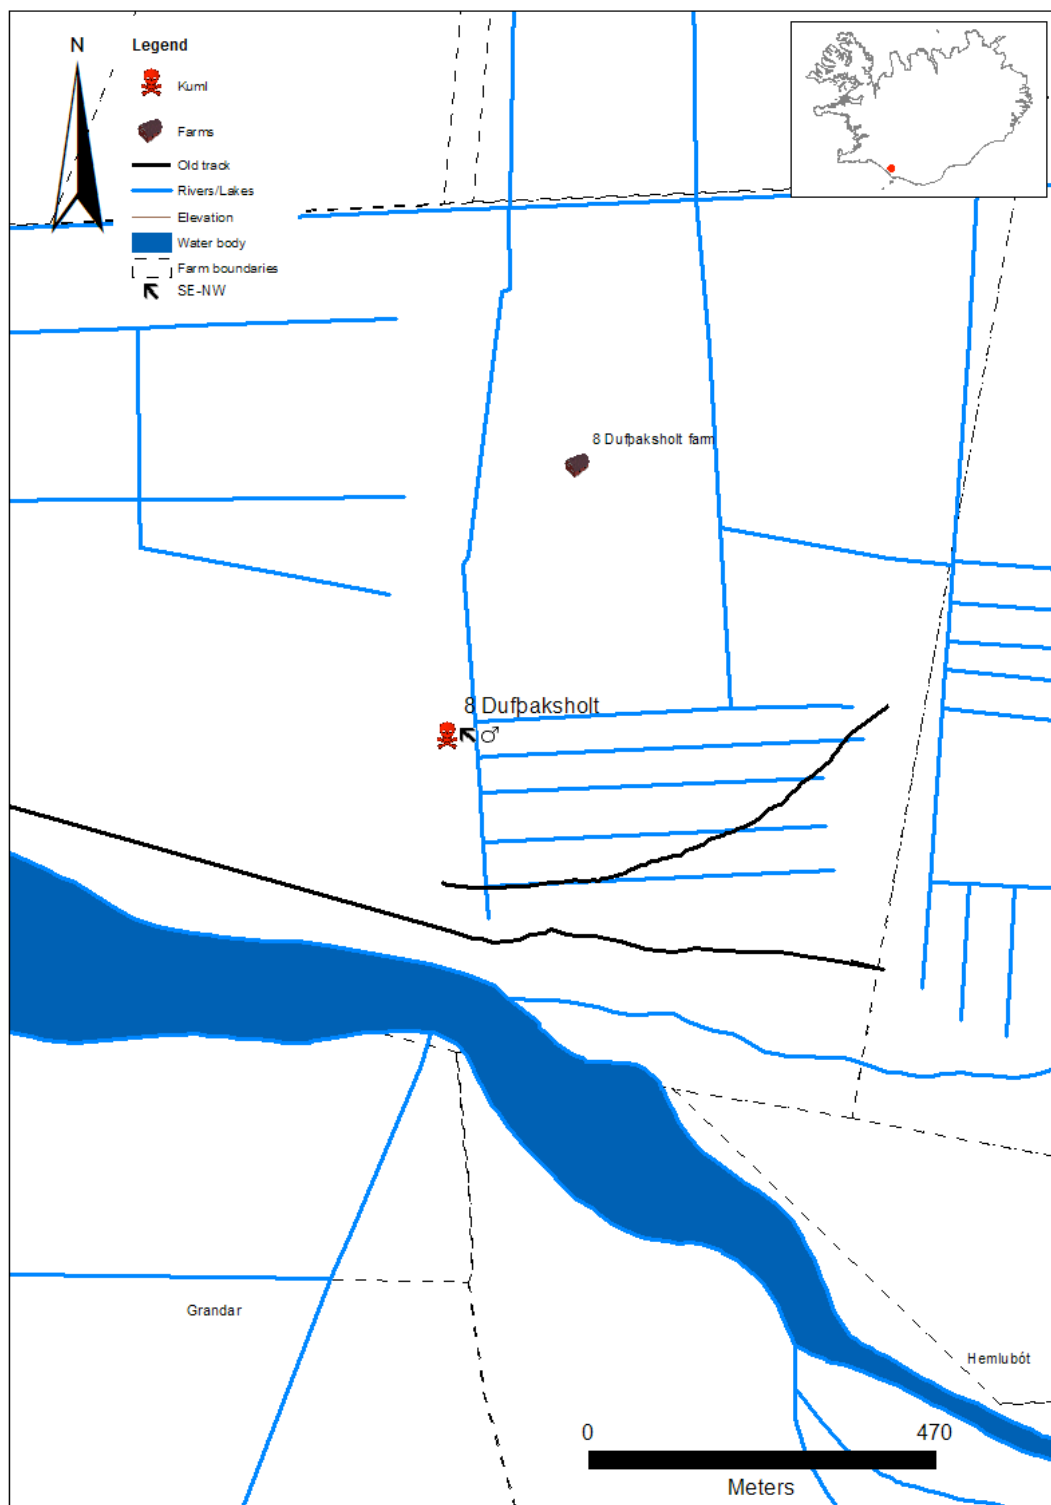 N
Legend
Kuml
Farms
Old track
Rivers/Lakes
Elevation
Water body
Farm boundaries
SE-NW
8 Dufþaksholt farm
8 Dufþaksholt
♂
Grandar
Hemlubót
0 470
Meters